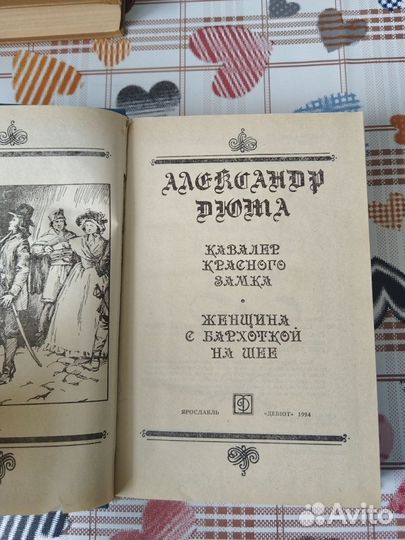 АЛЕКСАНДР
ДЮМА
КАВАЛЕР
КРАСНОГО
ЗАМКА
ЖЕНЩИНА
С БАРХОТКОЙ
НА ШЕЕ
ЯРОСЛАВЛЬ «ДЕБЮТ» 1994
Avito